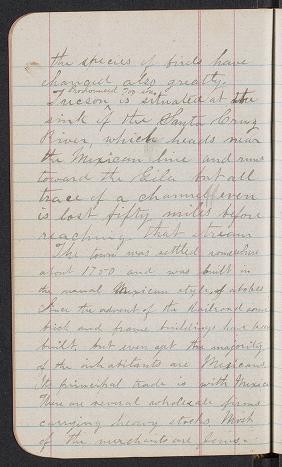 the species of birds have
changed also greatly.
(Pronounced Too-son)
Tucson is situated at the
sink of the Santa Cruz
River, which heads near
the Mexican line and runs
toward the Gila but all
trace of a channel even
is lost fifty miles before
reaching that stream
The town was settled somewhere
about 1700 and was built in
the usual Mexican style of adobes
Since the advent of the Railroad some
brick and frame buildings have been
built, but even yet the majority
of the inhabitants are Mexicans.
Its principal trade is with Mexico
There are several wholesale firms
carrying heavy stocks. Most
of the merchants are Jews.